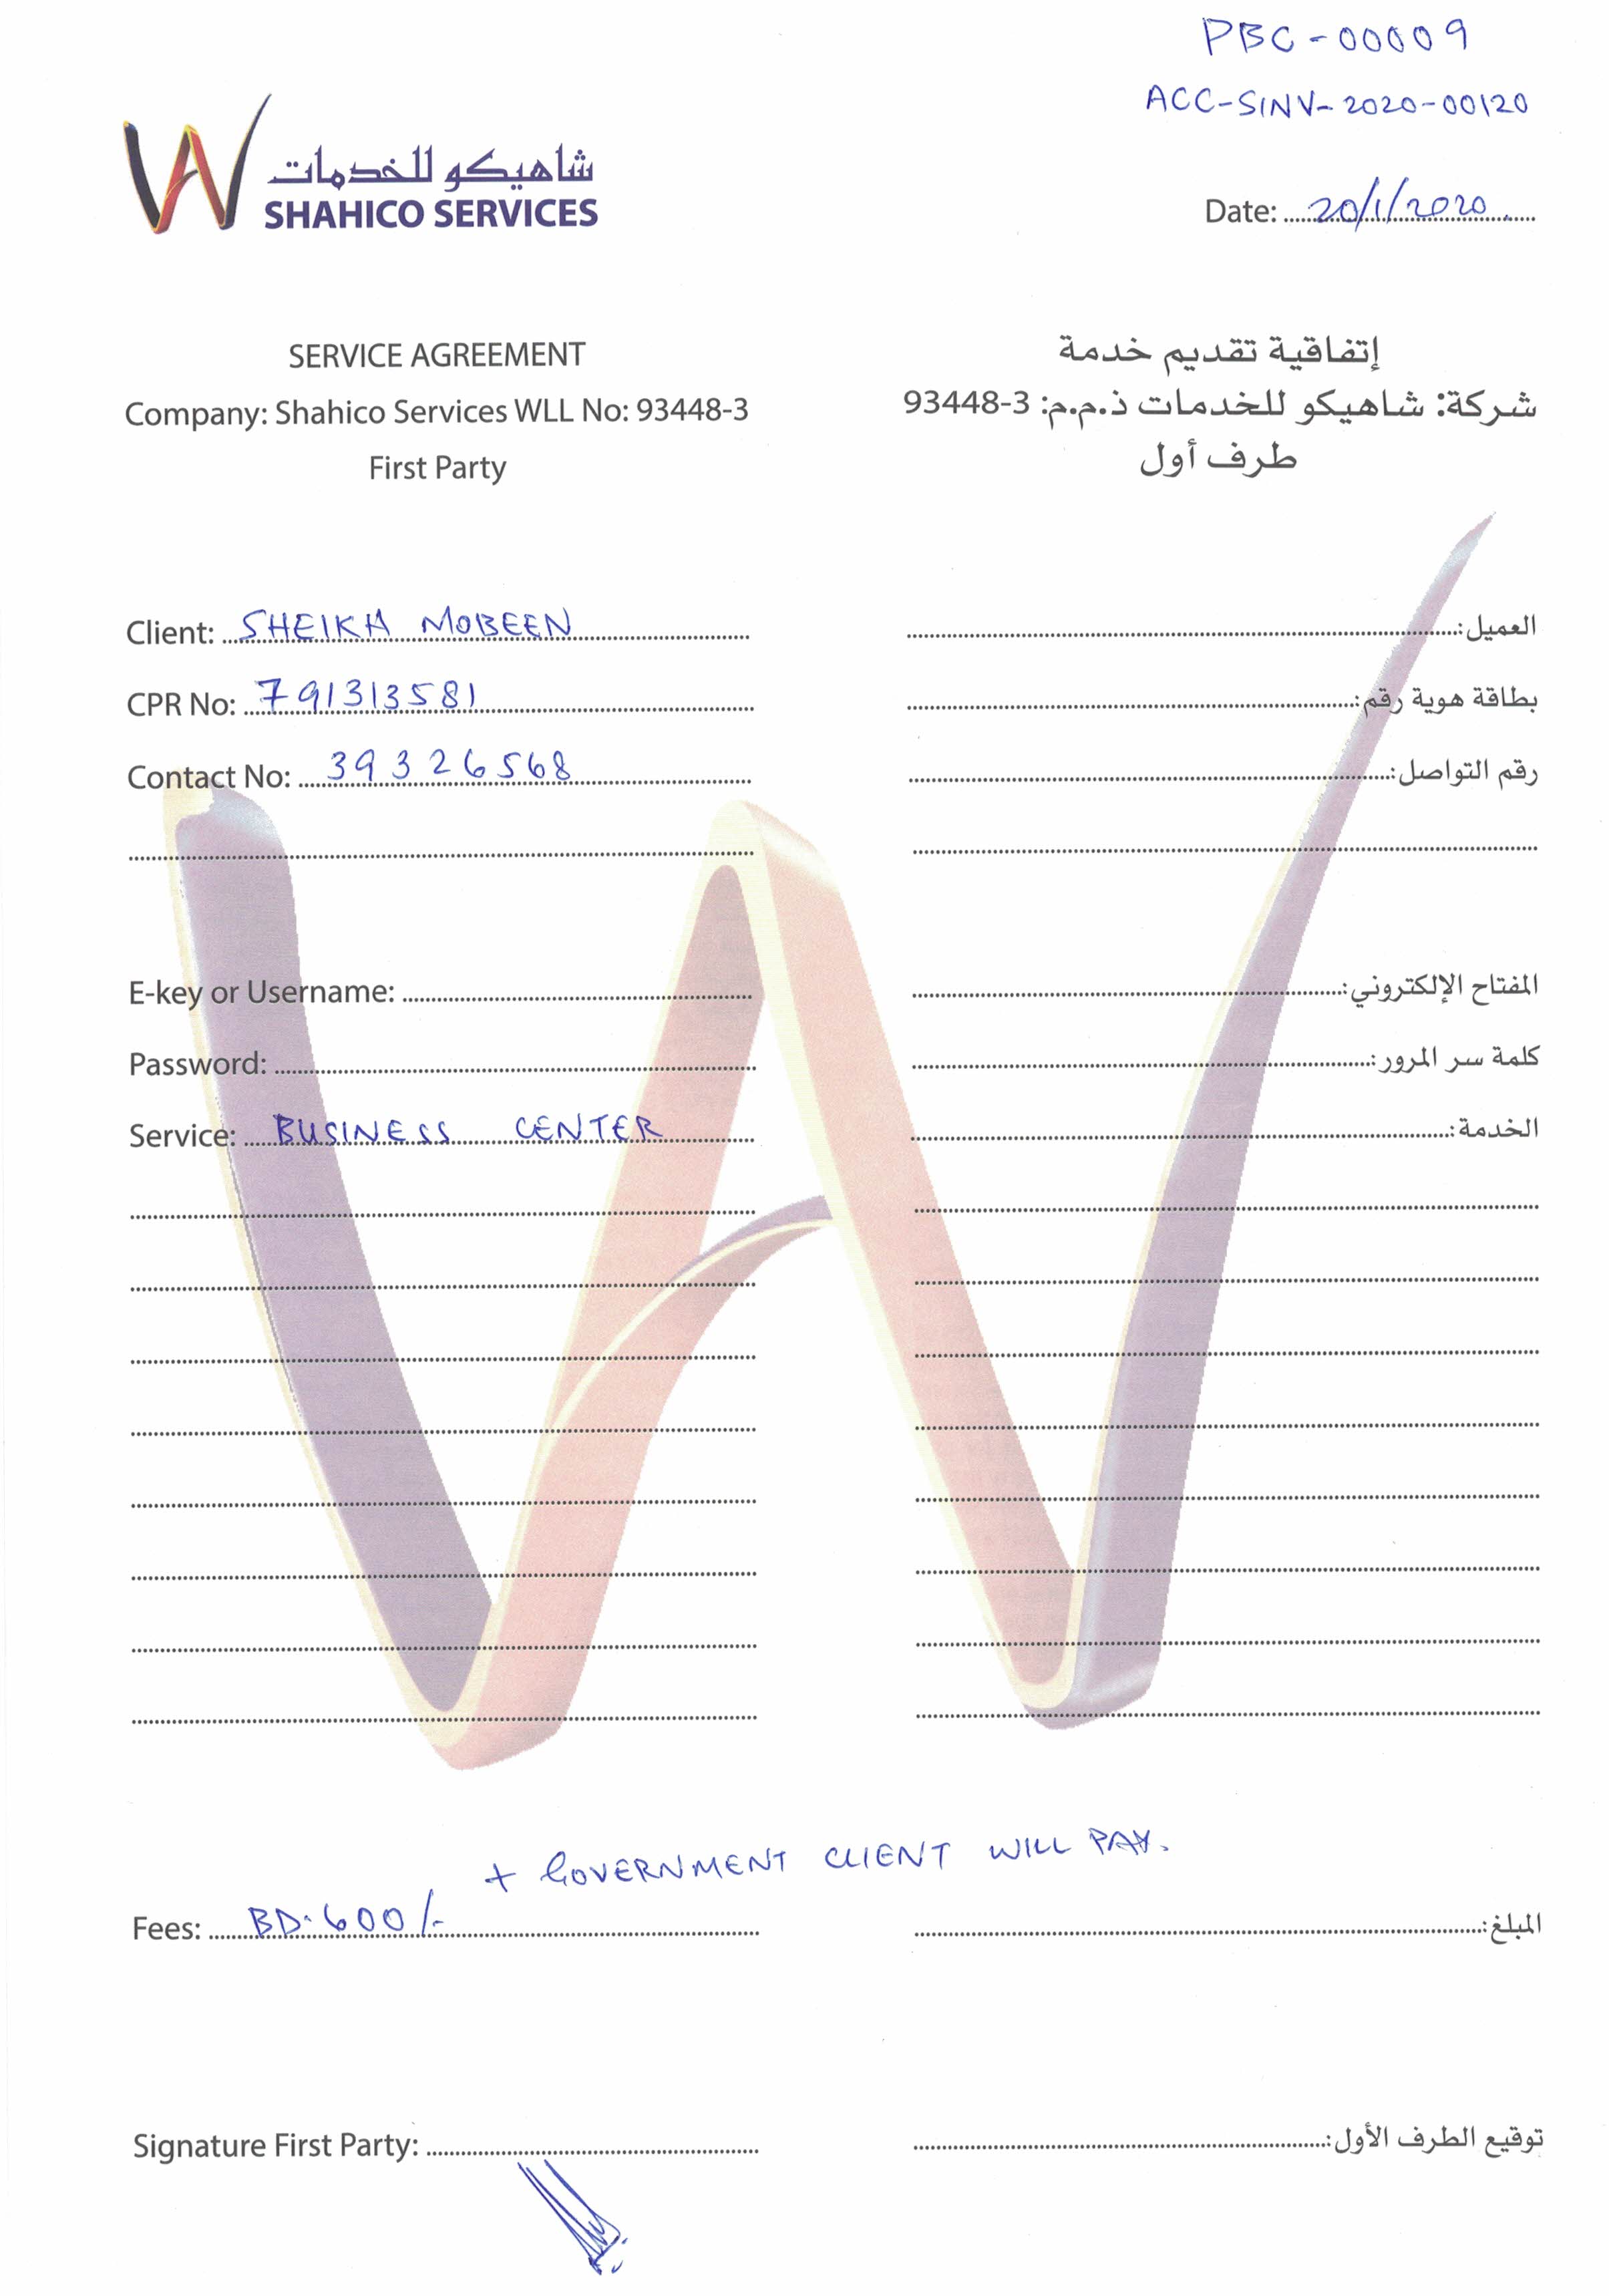 PBC-00009
ACC-SINV-2020-00120
شاهيكو للخدمات
SHAHICO SERVICES
Date: 20/1/2020
SERVICE AGREEMENT
إتفاقية تقديم خدمة
Company: Shahico Services WLL No: 93448-3
شركة: شاهيكو للخدمات ذ.م.م: 3-93448
First Party
طرف أول
Client: SHEIKH MOBEEN
العميل:
CPR No: 791313581
بطاقة هوية رقم:
Contact No: 39326568
رقم التواصل:
E-key or Username:
المفتاح الإلكتروني:
Password:
كلمة سر المرور:
Service: BUSINESS CENTER
الخدمة:
+ GOVERNMENT CLIENT WILL PAY.
Fees: BD.600/-
المبلغ:
Signature First Party:
توقيع الطرف الأول: